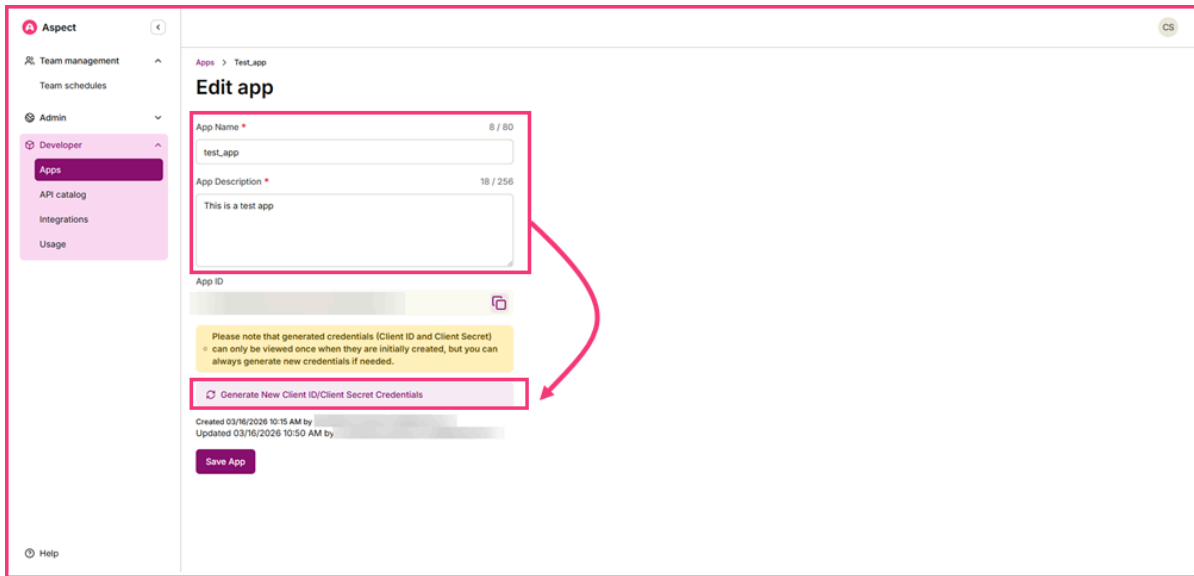 Aspect
CS
Team management
Team schedules
Admin
Developer
Apps
API catalog
Integrations
Usage
Help
Apps > Test_app
Edit app
App Name * 8 / 80
test_app
App Description * 18 / 256
This is a test app
App ID
Please note that generated credentials (Client ID and Client Secret)
can only be viewed once when they are initially created, but you can
always generate new credentials if needed.
Generate New Client ID/Client Secret Credentials
Created 03/16/2026 10:15 AM by
Updated 03/16/2026 10:50 AM by
Save App